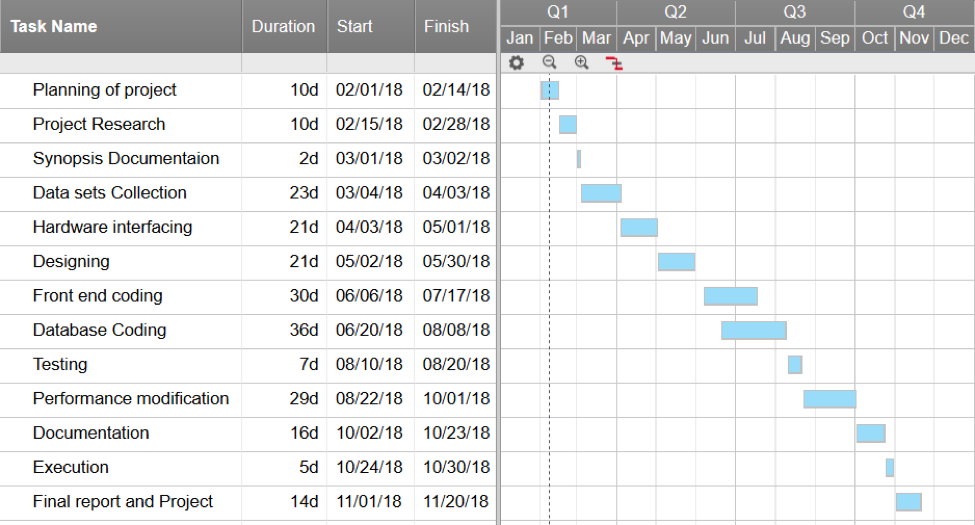 Task Name Duration Start Finish Q1 Q2 Q3 Q4
Jan Feb Mar Apr May Jun Jul Aug Sep Oct Nov Dec
Planning of project 10d 02/01/18 02/14/18
Project Research 10d 02/15/18 02/28/18
Synopsis Documentaion 2d 03/01/18 03/02/18
Data sets Collection 23d 03/04/18 04/03/18
Hardware interfacing 21d 04/03/18 05/01/18
Designing 21d 05/02/18 05/30/18
Front end coding 30d 06/06/18 07/17/18
Database Coding 36d 06/20/18 08/08/18
Testing 7d 08/10/18 08/20/18
Performance modification 29d 08/22/18 10/01/18
Documentation 16d 10/02/18 10/23/18
Execution 5d 10/24/18 10/30/18
Final report and Project 14d 11/01/18 11/20/18